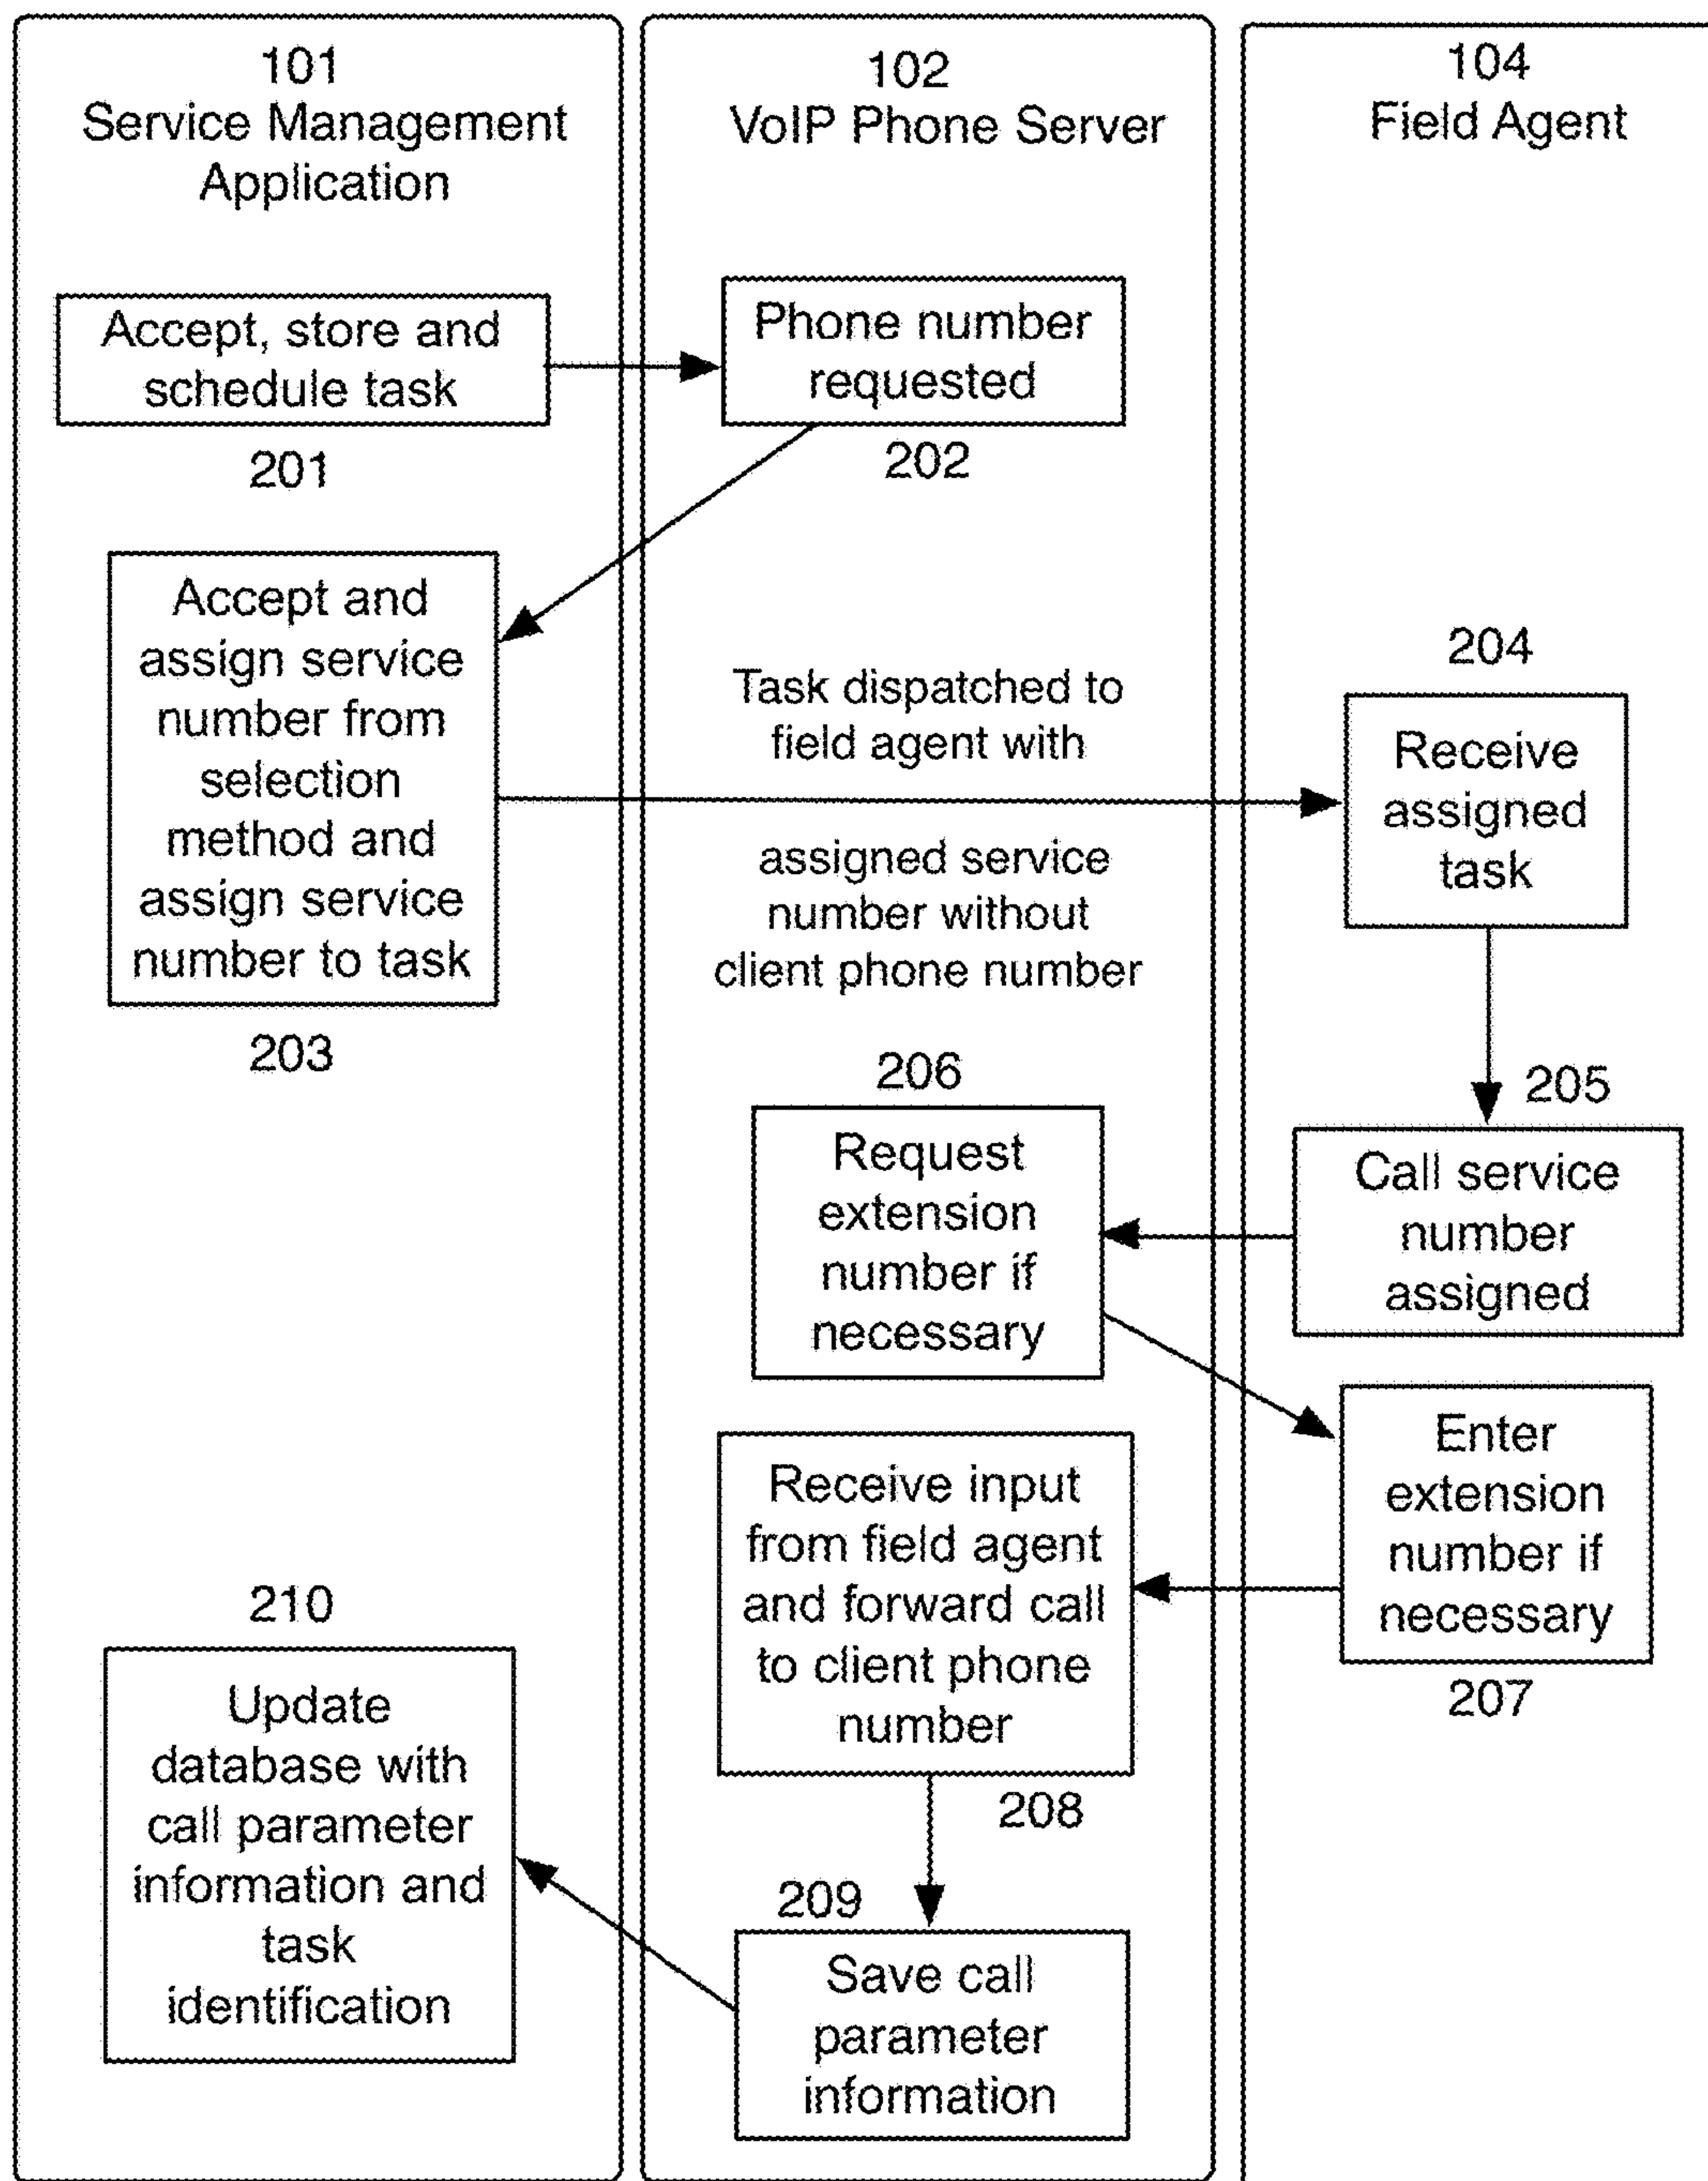 101
Service Management
Application
102
VoIP Phone Server
104
Field Agent
Accept, store and
schedule task
201
Phone number
requested
202
Accept and
assign service
number from
selection
method and
assign service
number to task
203
Task dispatched to
field agent with
assigned service
number without
client phone number
204
Receive
assigned
task
205
Call service
number
assigned
206
Request
extension
number if
necessary
Enter
extension
number if
necessary
207
Receive input
from field agent
and forward call
to client phone
number
208
209
Save call
parameter
information
210
Update
database with
call parameter
information and
task
identification